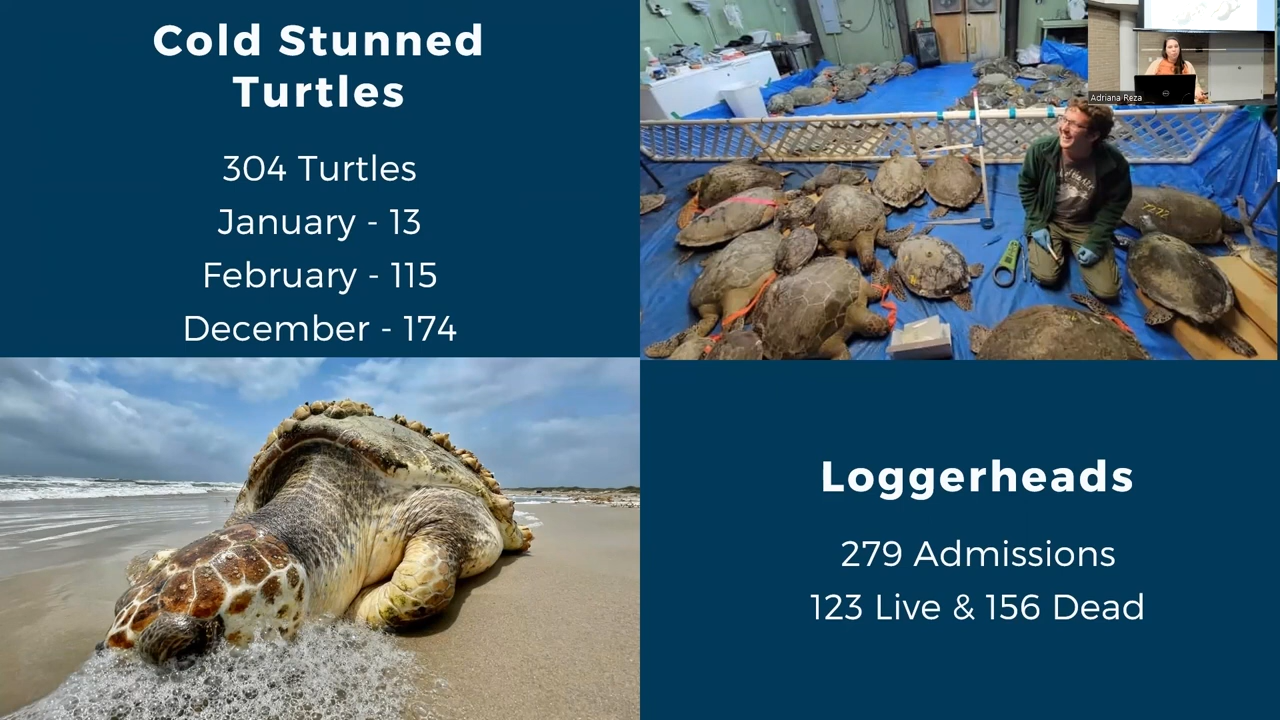 Cold Stunned
Turtles
304 Turtles
January - 13
February - 115
December - 174
Adriana Reza
Loggerheads
279 Admissions
123 Live & 156 Dead